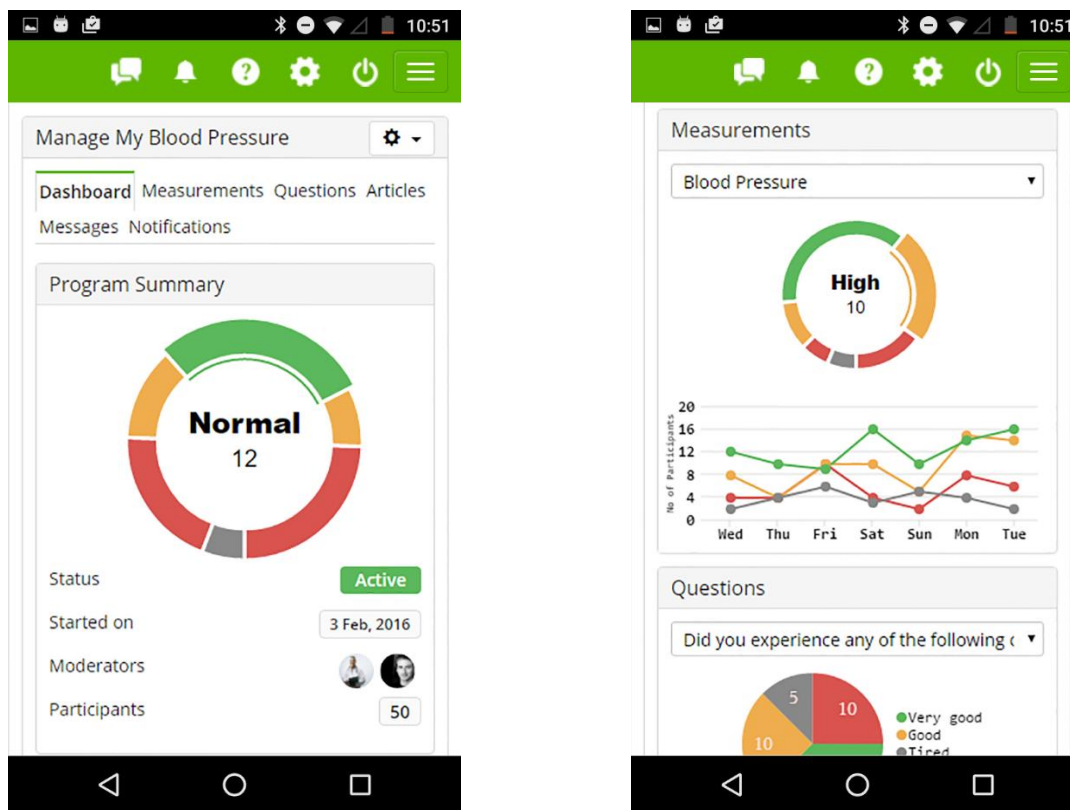 10:51
Manage My Blood Pressure
Dashboard Measurements Questions Articles
Messages Notifications
Program Summary
Normal
12
Status Active
Started on 3 Feb, 2016
Moderators
Participants 50
10:51
Measurements
Blood Pressure
High
10
No of Participants
20
16
12
8
4
0
Wed Thu Fri Sat Sun Mon Tue
Questions
Did you experience any of the following c
5
10
10
Very good
Good
Tired